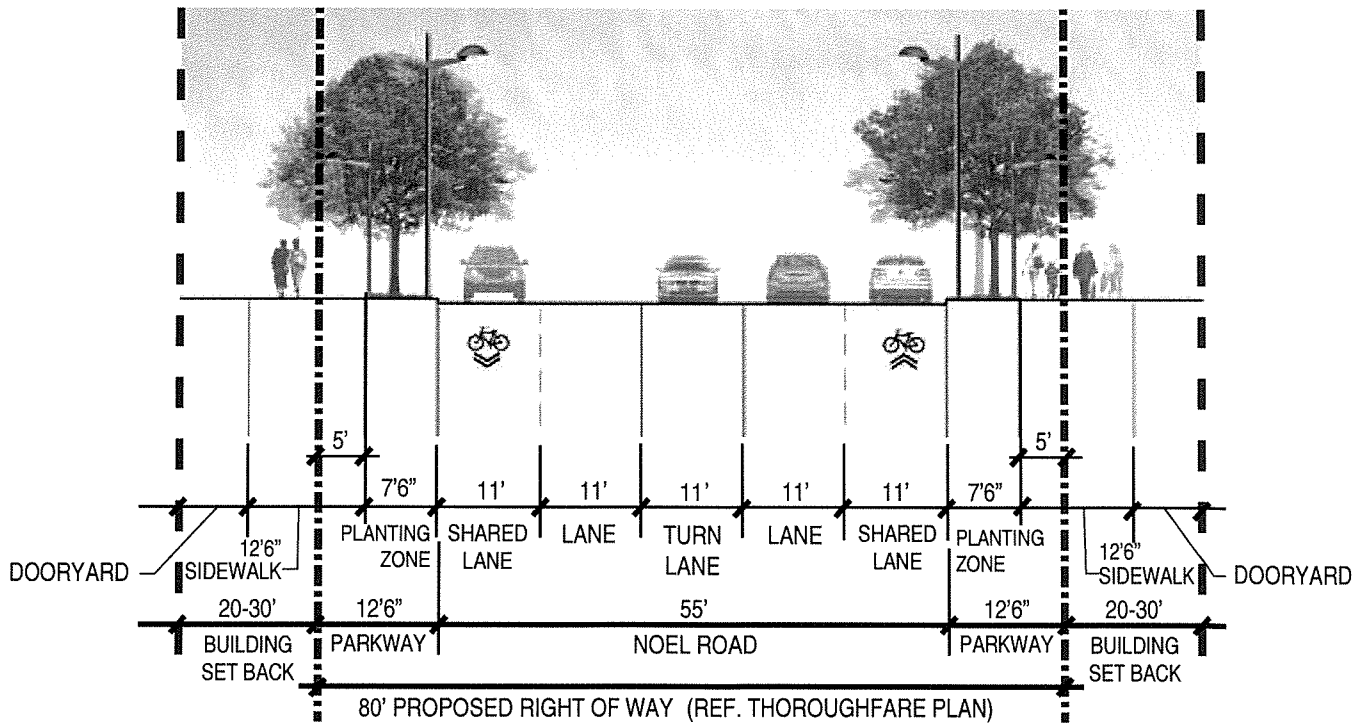 5'
5'
7'6"
11'
11'
11'
11'
11'
7'6"
DOORYARD
12'6"
SIDEWALK
PLANTING
ZONE
SHARED
LANE
LANE
TURN
LANE
LANE
SHARED
LANE
PLANTING
ZONE
12'6"
SIDEWALK
DOORYARD
20-30'
12'6"
55'
12'6"
20-30'
BUILDING
SET BACK
PARKWAY
NOEL ROAD
PARKWAY
BUILDING
SET BACK
80' PROPOSED RIGHT OF WAY (REF. THOROUGHFARE PLAN)